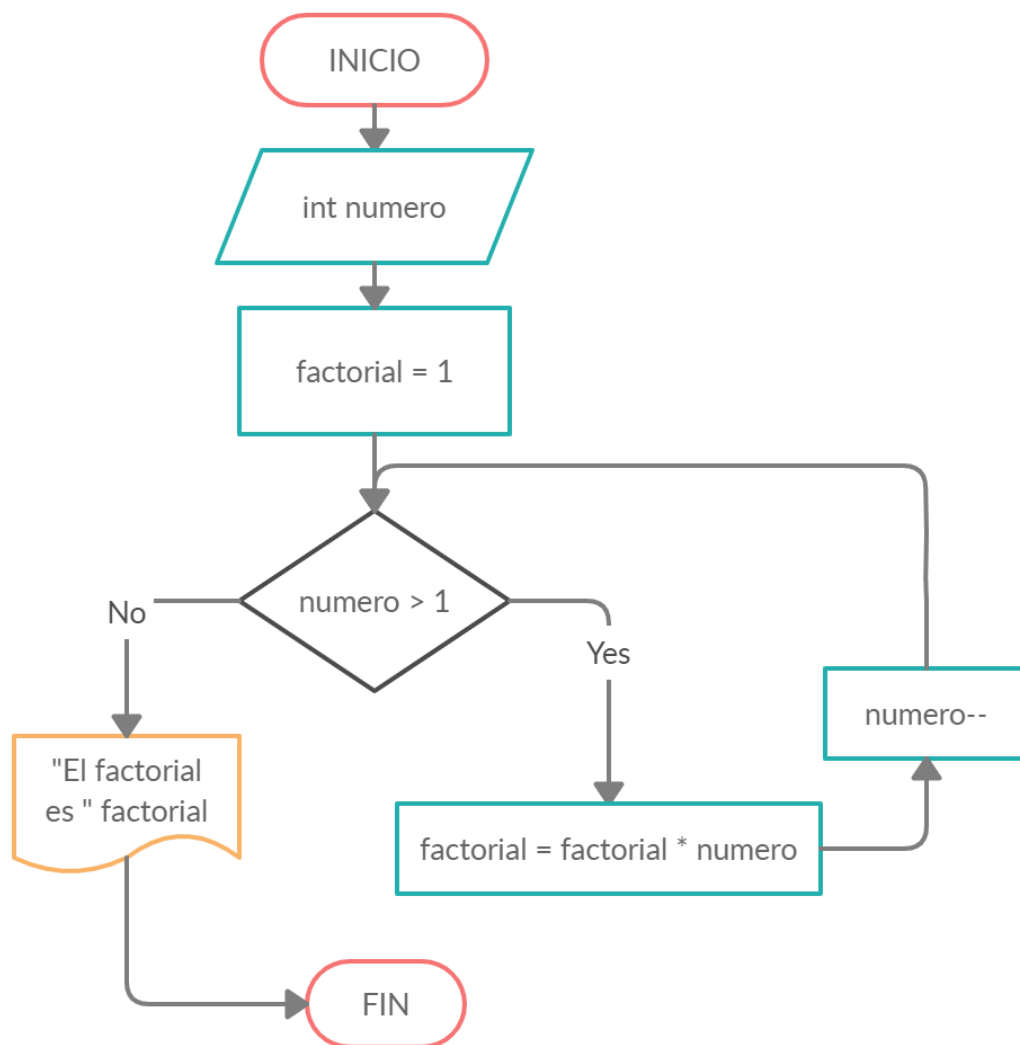 INICIO
int numero
factorial = 1
numero > 1
No
Yes
numero--
"El factorial
es " factorial
factorial = factorial * numero
FIN